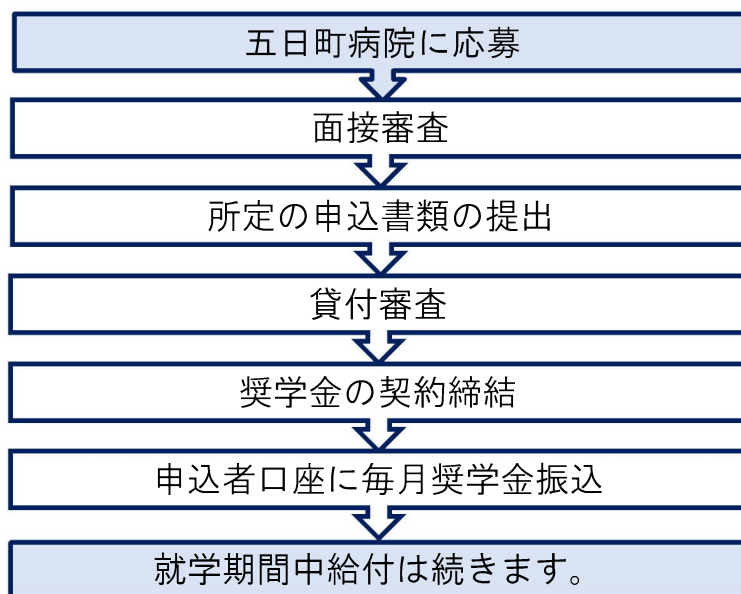 五日町病院に応募
面接審査
所定の申込書類の提出
貸付審査
奨学金の契約締結
申込者口座に毎月奨学金振込
就学期間中給付は続きます。